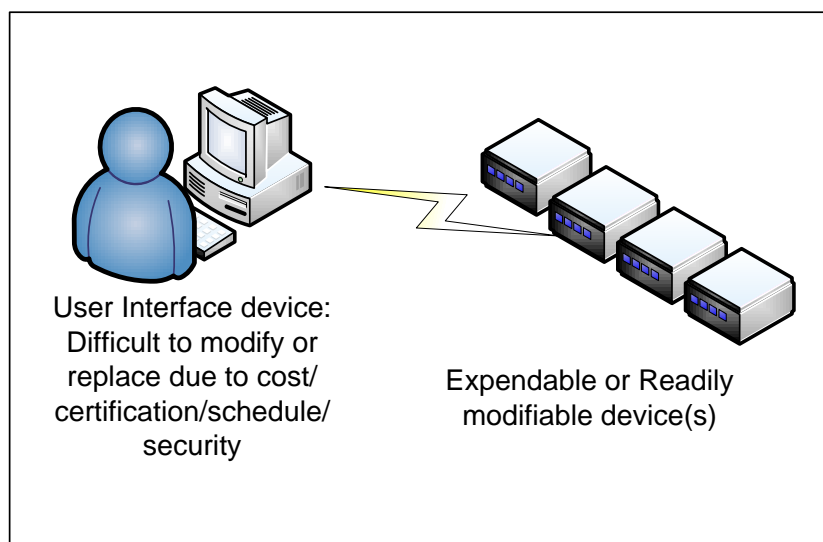 User Interface device:
Difficult to modify or
replace due to cost/
certification/schedule/
security
Expendable or Readily
modifiable device(s)